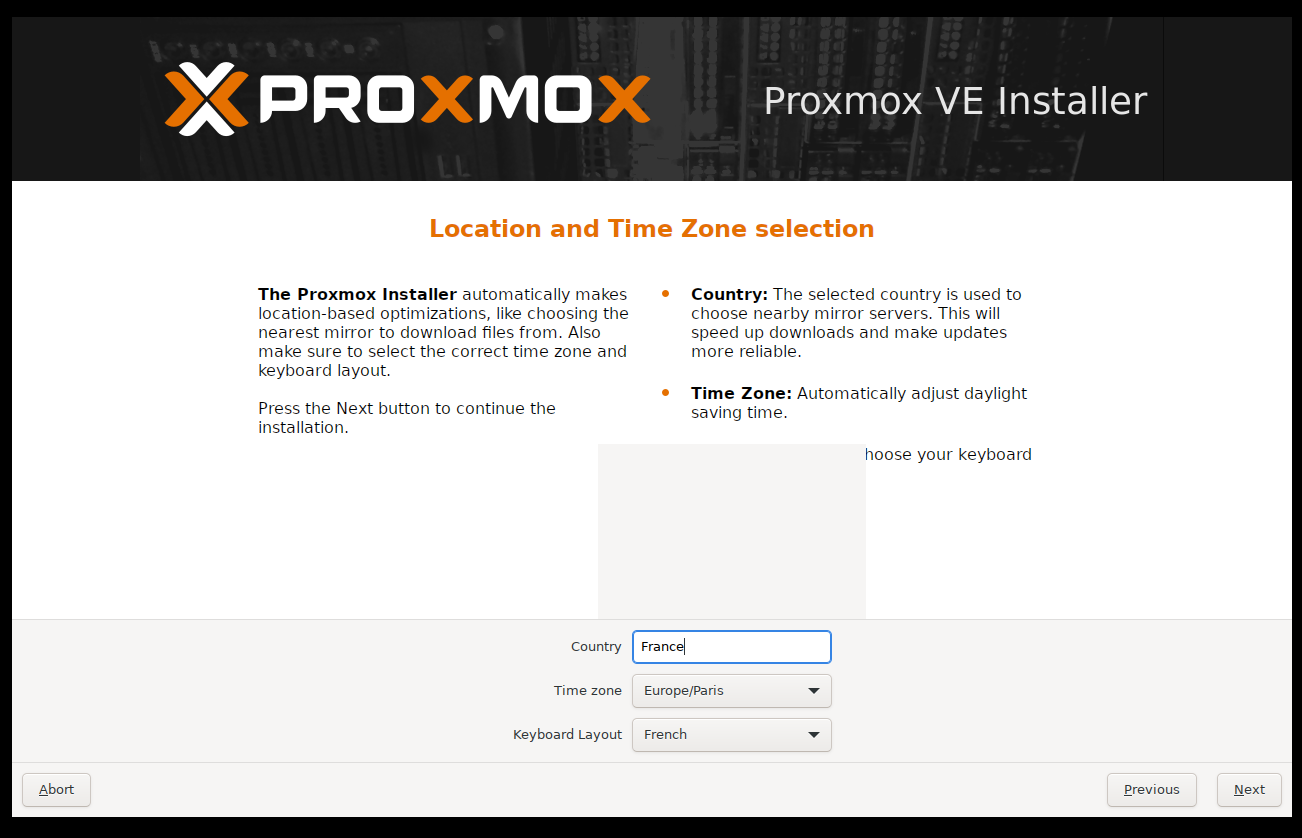 PROXMOX
Proxmox VE Installer
Location and Time Zone selection
The Proxmox Installer automatically makes
location-based optimizations, like choosing the
nearest mirror to download files from. Also
make sure to select the correct time zone and
keyboard layout.
Press the Next button to continue the
installation.
Country: The selected country is used to
choose nearby mirror servers. This will
speed up downloads and make updates
more reliable.
Time Zone: Automatically adjust daylight
saving time.
your keyboard
Country
France
Time zone
Europe/Paris
Keyboard Layout
French
Abort
Previous
Next